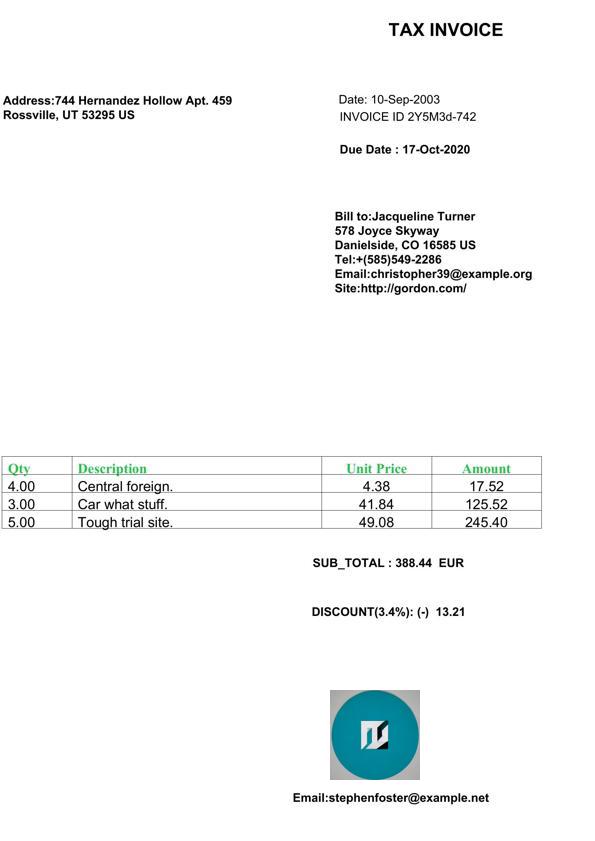 TAX INVOICE
Address:744 Hernandez Hollow Apt. 459
Rossville, UT 53295 US
Date: 10-Sep-2003
INVOICE ID 2Y5M3d-742
Due Date : 17-Oct-2020
Bill to:Jacqueline Turner
578 Joyce Skyway
Danielside, CO 16585 US
Tel:+(585)549-2286
Email:christopher39@example.org
Site:http://gordon.com/
Qty Description Unit Price Amount
4.00 Central foreign. 4.38 17.52
3.00 Car what stuff. 41.84 125.52
5.00 Tough trial site. 49.08 245.40
SUB_TOTAL : 388.44 EUR
DISCOUNT(3.4%): (-) 13.21
Email:stephenfoster@example.net